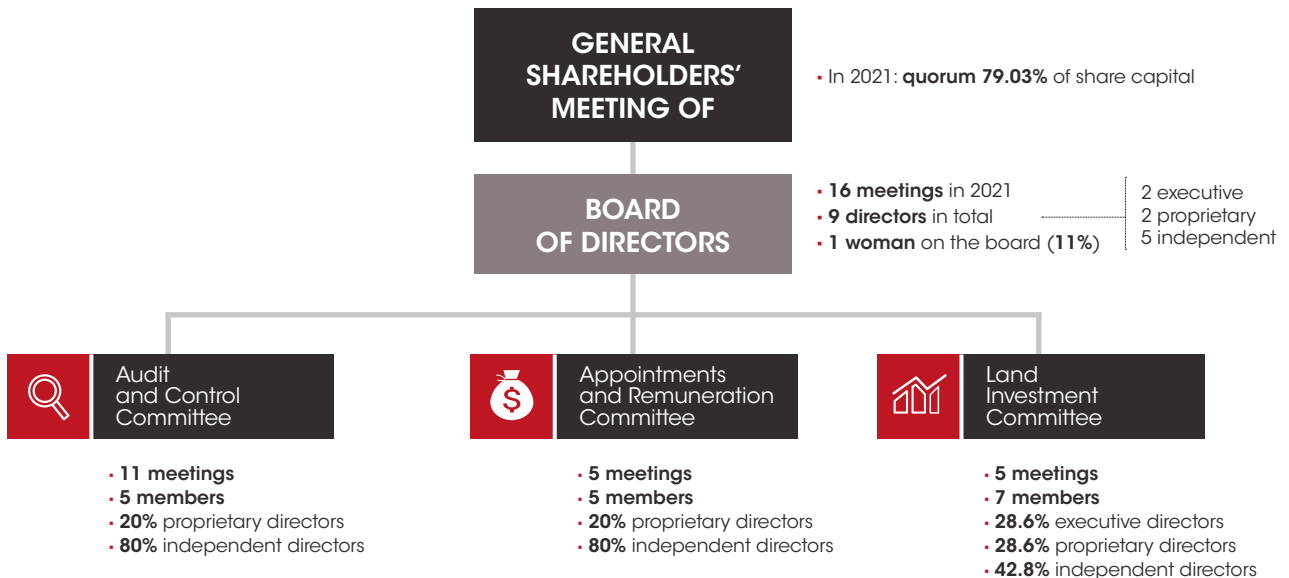 GENERAL
SHAREHOLDERS'
MEETING OF
▪ In 2021: quorum 79.03% of share capital
BOARD
OF DIRECTORS
▪ 16 meetings in 2021
▪ 9 directors in total
▪ 1 woman on the board (11%)
2 executive
2 proprietary
5 independent
Audit
and Control
Committee
▪ 11 meetings
▪ 5 members
▪ 20% proprietary directors
▪ 80% independent directors
$
Appointments
and Remuneration
Committee
▪ 5 meetings
▪ 5 members
▪ 20% proprietary directors
▪ 80% independent directors
Land
Investment
Committee
▪ 5 meetings
▪ 7 members
▪ 28.6% executive directors
▪ 28.6% proprietary directors
▪ 42.8% independent directors